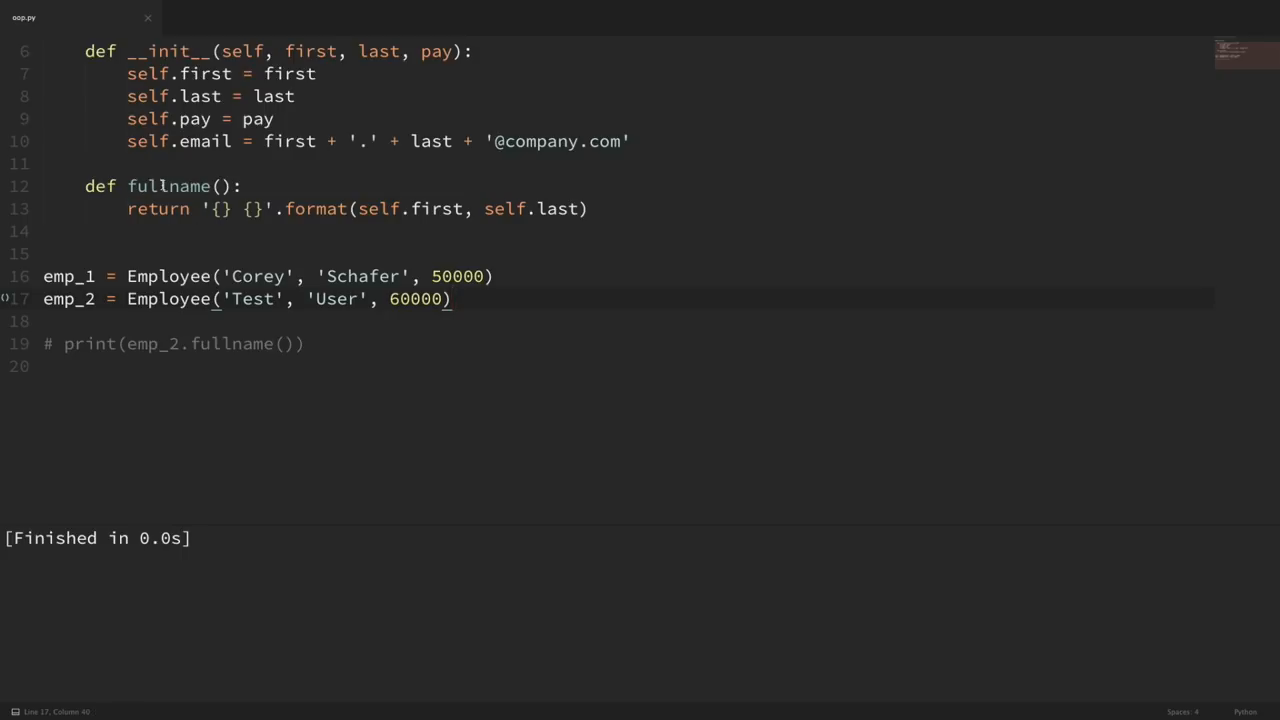 oop.py ×
6 def __init__(self, first, last, pay):
7 self.first = first
8 self.last = last
9 self.pay = pay
10 self.email = first + '.' + last + '@company.com'
11
12 def fullname():
13 return '{} {}'.format(self.first, self.last)
14
15
16 emp_1 = Employee('Corey', 'Schafer', 50000)
17 emp_2 = Employee('Test', 'User', 60000)
18
19 # print(emp_2.fullname())
20
[Finished in 0.0s]
Line 17, Column 40 Spaces: 4 Python